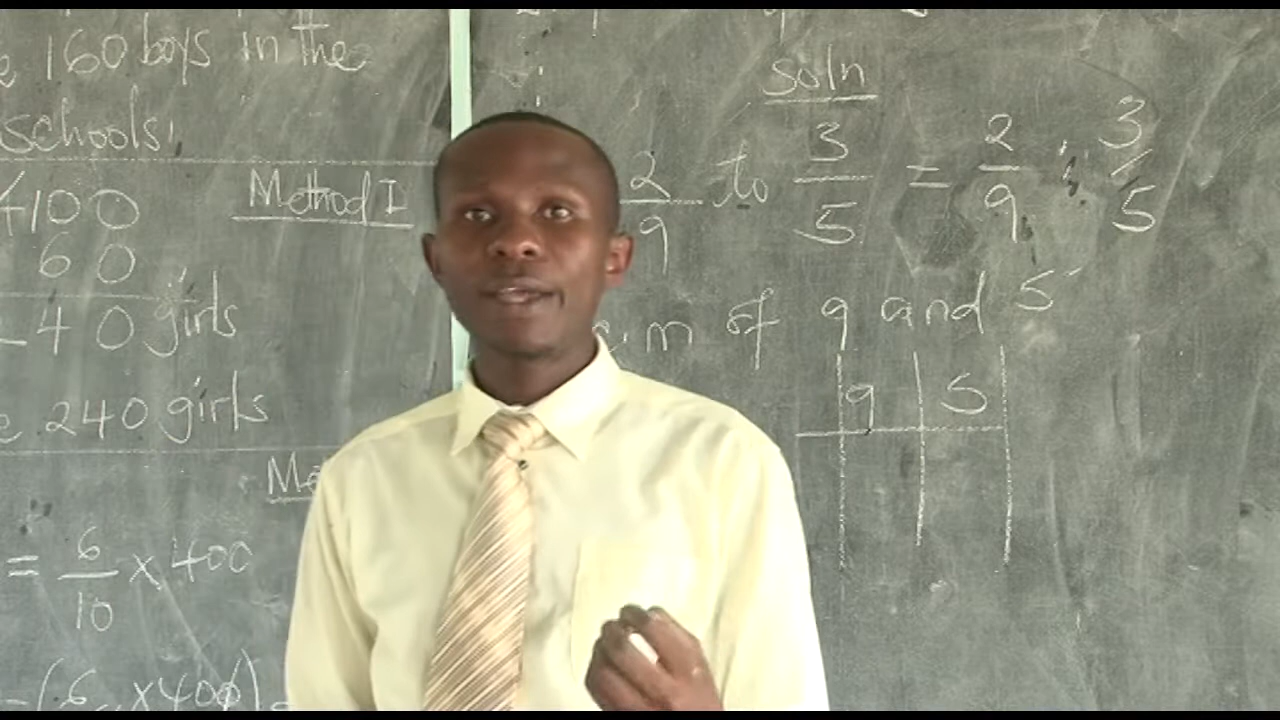 160 boys in the
schools.
400
60
Method I
40 girls
240 girls
= 6/10 x 400
-(6 x 400)
soln
2/9 to 3/5 = 2/9 : 3/5
m of 9 and 5
9 5